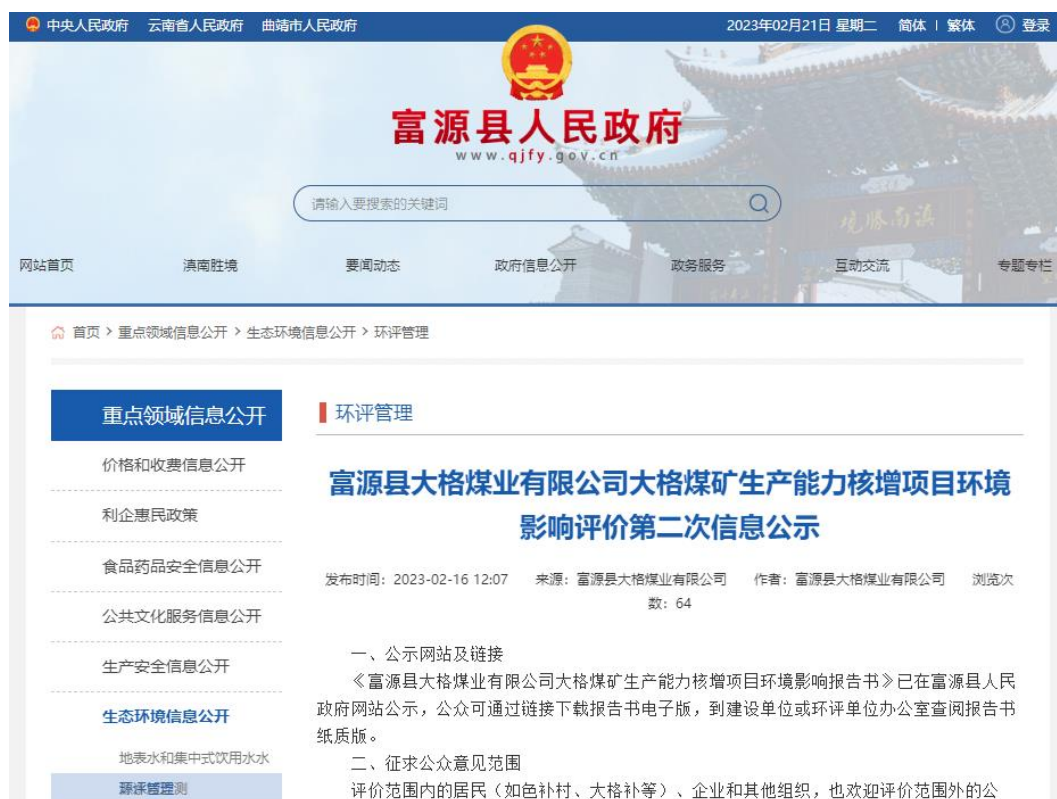 中央人民政府 云南省人民政府 曲靖市人民政府 2023年02月21日 星期二 简体 | 繁体 登录
富源县人民政府
www.qjfy.gov.cn
请输入要搜索的关键词
网站首页 滇南胜境 要闻动态 政府信息公开 政务服务 互动交流 专题专栏
首页 > 重点领域信息公开 > 生态环境信息公开 > 环评管理
重点领域信息公开
价格和收费信息公开
利企惠民政策
食品药品安全信息公开
公共文化服务信息公开
生产安全信息公开
生态环境信息公开
地表水和集中式饮用水水
环评管理
环评管理
富源县大格煤业有限公司大格煤矿生产能力核增项目环境
影响评价第二次信息公示
发布时间：2023-02-16 12:07 来源：富源县大格煤业有限公司 作者：富源县大格煤业有限公司 浏览次
数：64
一、公示网站及链接
《富源县大格煤业有限公司大格煤矿生产能力核增项目环境影响报告书》已在富源县人民
政府网站公示，公众可通过链接下载报告书电子版，到建设单位或环评单位办公室查阅报告书
纸质版。
二、征求公众意见范围
评价范围内的居民（如色补村、大格补等）、企业和其他组织，也欢迎评价范围外的公